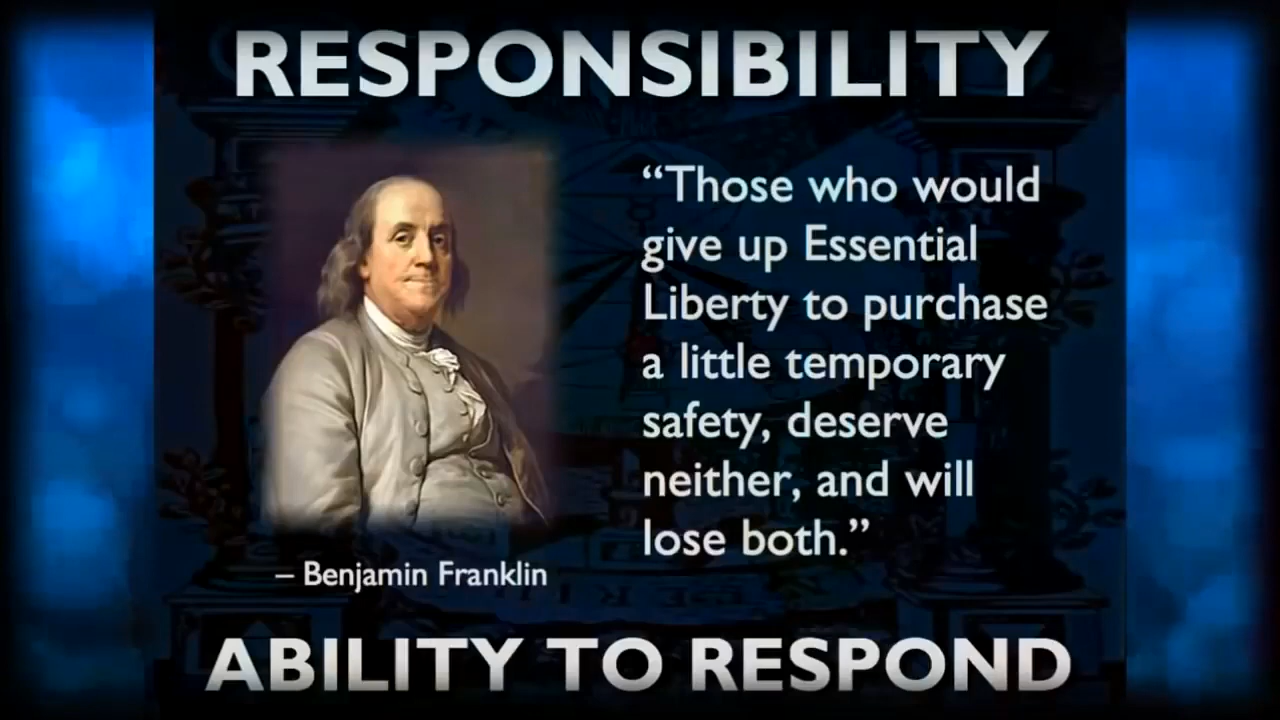 RESPONSIBILITY
“Those who would
give up Essential
Liberty to purchase
a little temporary
safety, deserve
neither, and will
lose both.”
– Benjamin Franklin
ABILITY TO RESPOND